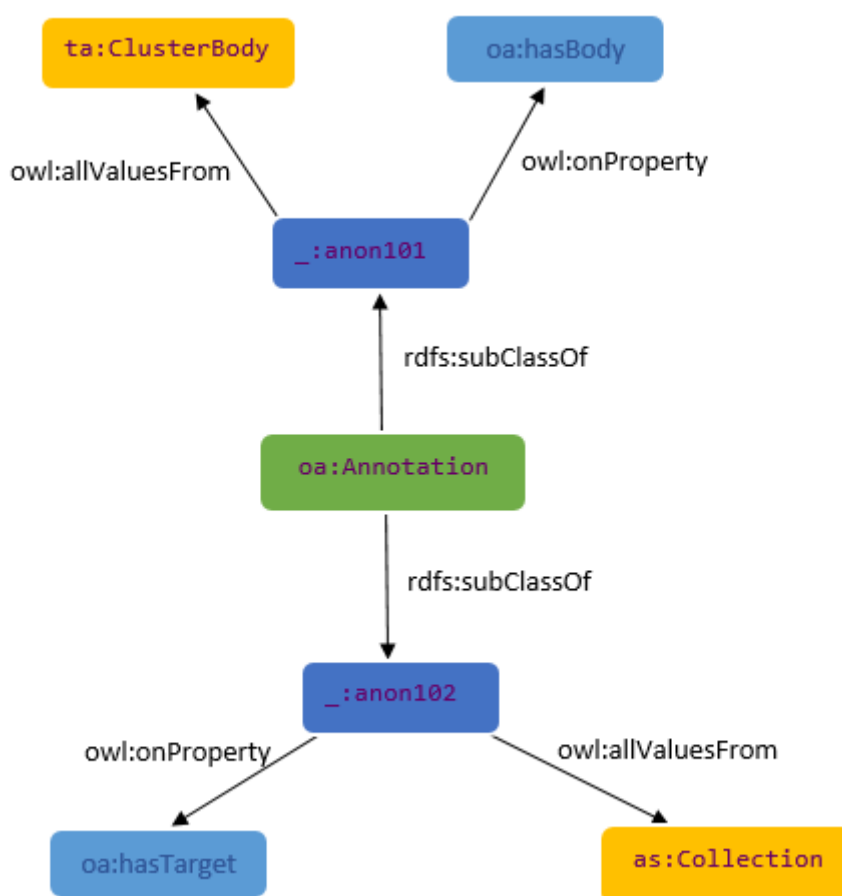 ta:ClusterBody
oa:hasBody
owl:allValuesFrom
owl:onProperty
_:anon101
rdfs:subClassOf
oa:Annotation
rdfs:subClassOf
_:anon102
owl:onProperty
owl:allValuesFrom
oa:hasTarget
as:Collection